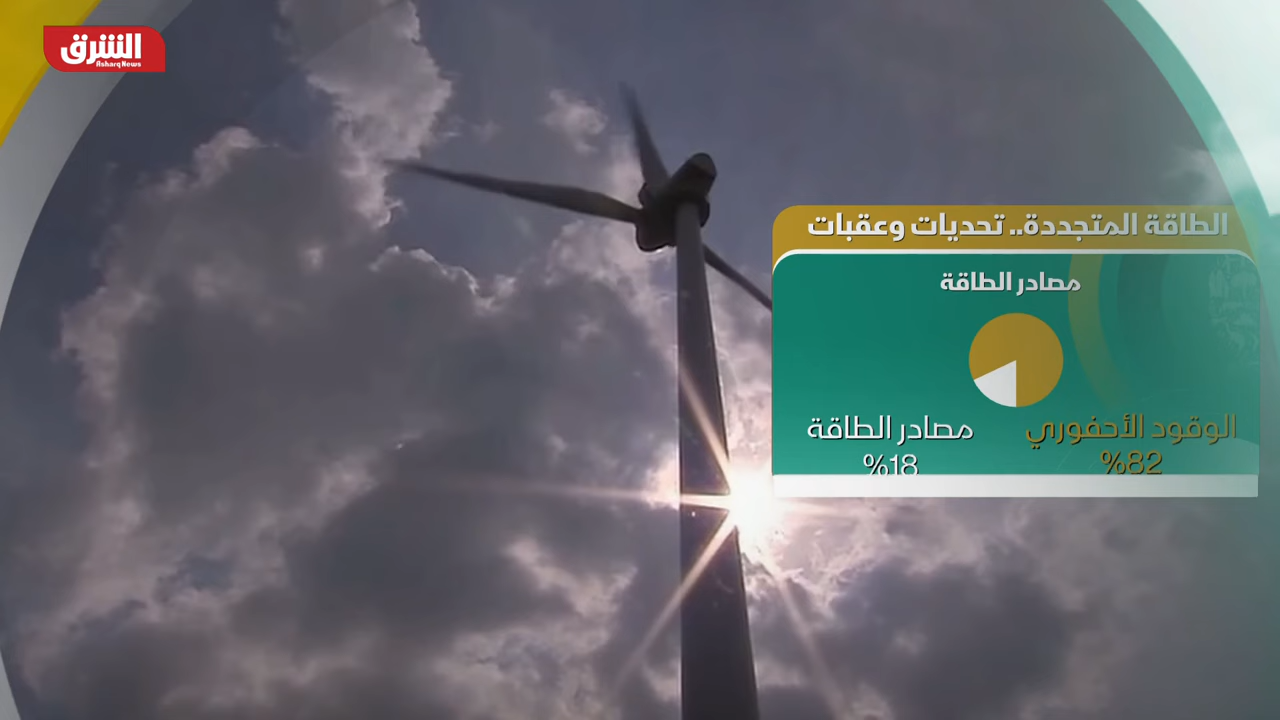 الشرق
Asharq News
الطاقة المتجددة.. تحديات وعقبات
مصادر الطاقة
الوقود الأحفوري
%82
مصادر الطاقة
%18